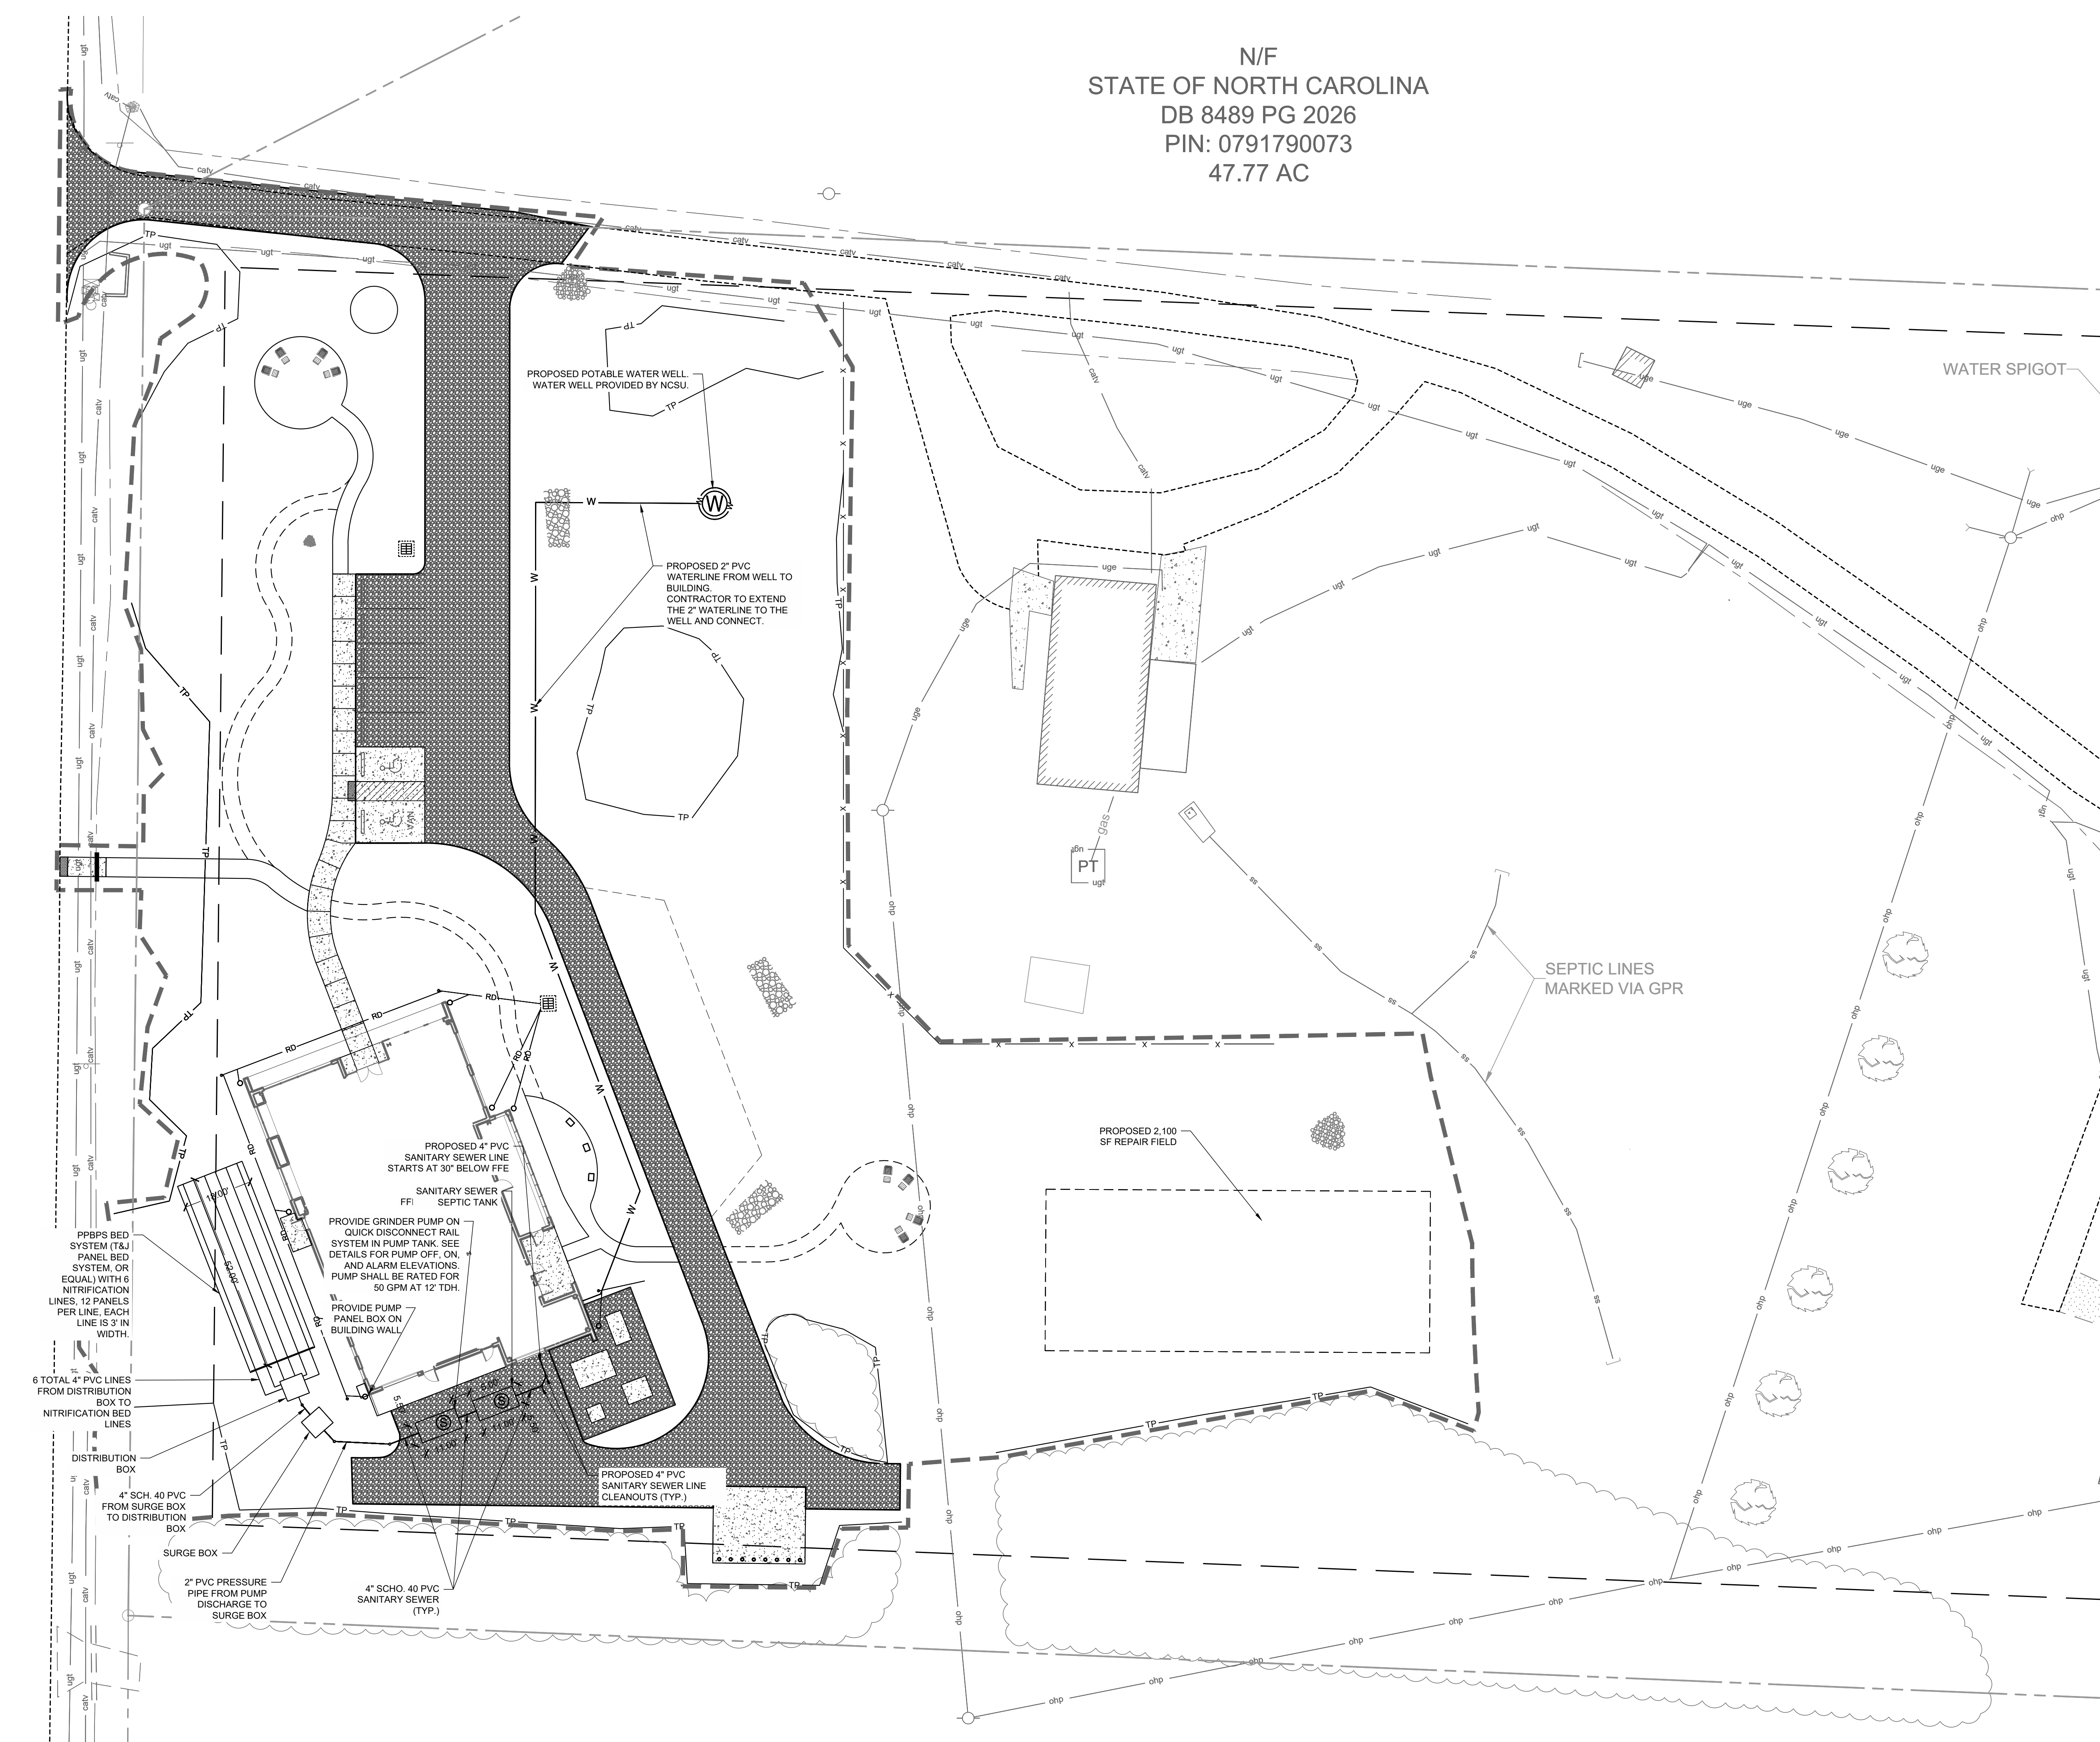 N/F
STATE OF NORTH CAROLINA
DB 8489 PG 2026
PIN: 0791790073
47.77 AC
WATER SPIGOT
PROPOSED POTABLE WATER WELL.
WATER WELL PROVIDED BY NCSU.
W
PROPOSED 2" PVC
WATERLINE FROM WELL TO
BUILDING.
CONTRACTOR TO EXTEND
THE 2" WATERLINE TO THE
WELL AND CONNECT.
gas
PT
SEPTIC LINES
MARKED VIA GPR
PROPOSED 2,100
SF REPAIR FIELD
PROPOSED 4" PVC
SANITARY SEWER LINE
STARTS AT 30" BELOW FFE
SANITARY SEWER
SEPTIC TANK
PROVIDE GRINDER PUMP ON
QUICK DISCONNECT RAIL
SYSTEM IN PUMP TANK. SEE
DETAILS FOR PUMP OFF, ON,
AND ALARM ELEVATIONS.
PUMP SHALL BE RATED FOR
50 GPM AT 12' TDH.
PROVIDE PUMP
PANEL BOX ON
BUILDING WALL
18.00'
52.00'
PPBPS BED
SYSTEM (T&J
PANEL BED
SYSTEM, OR
EQUAL) WITH 6
NITRIFICATION
LINES, 12 PANELS
PER LINE, EACH
LINE IS 3' IN
WIDTH.
6 TOTAL 4" PVC LINES
FROM DISTRIBUTION
BOX TO
NITRIFICATION BED
LINES
DISTRIBUTION
BOX
4" SCH. 40 PVC
FROM SURGE BOX
TO DISTRIBUTION
BOX
SURGE BOX
2" PVC PRESSURE
PIPE FROM PUMP
DISCHARGE TO
SURGE BOX
4" SCHO. 40 PVC
SANITARY SEWER
(TYP.)
PROPOSED 4" PVC
SANITARY SEWER LINE
CLEANOUTS (TYP.)
11.00'
11.00'
S
S